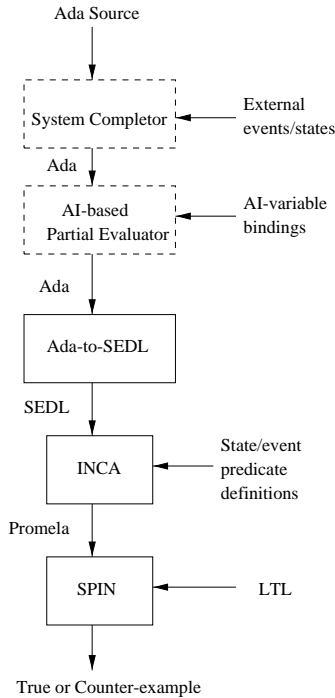 Ada Source
System Completor
External
events/states
Ada
AI-based
Partial Evaluator
AI-variable
bindings
Ada
Ada-to-SEDL
SEDL
INCA
State/event
predicate
definitions
Promela
SPIN
LTL
True or Counter-example